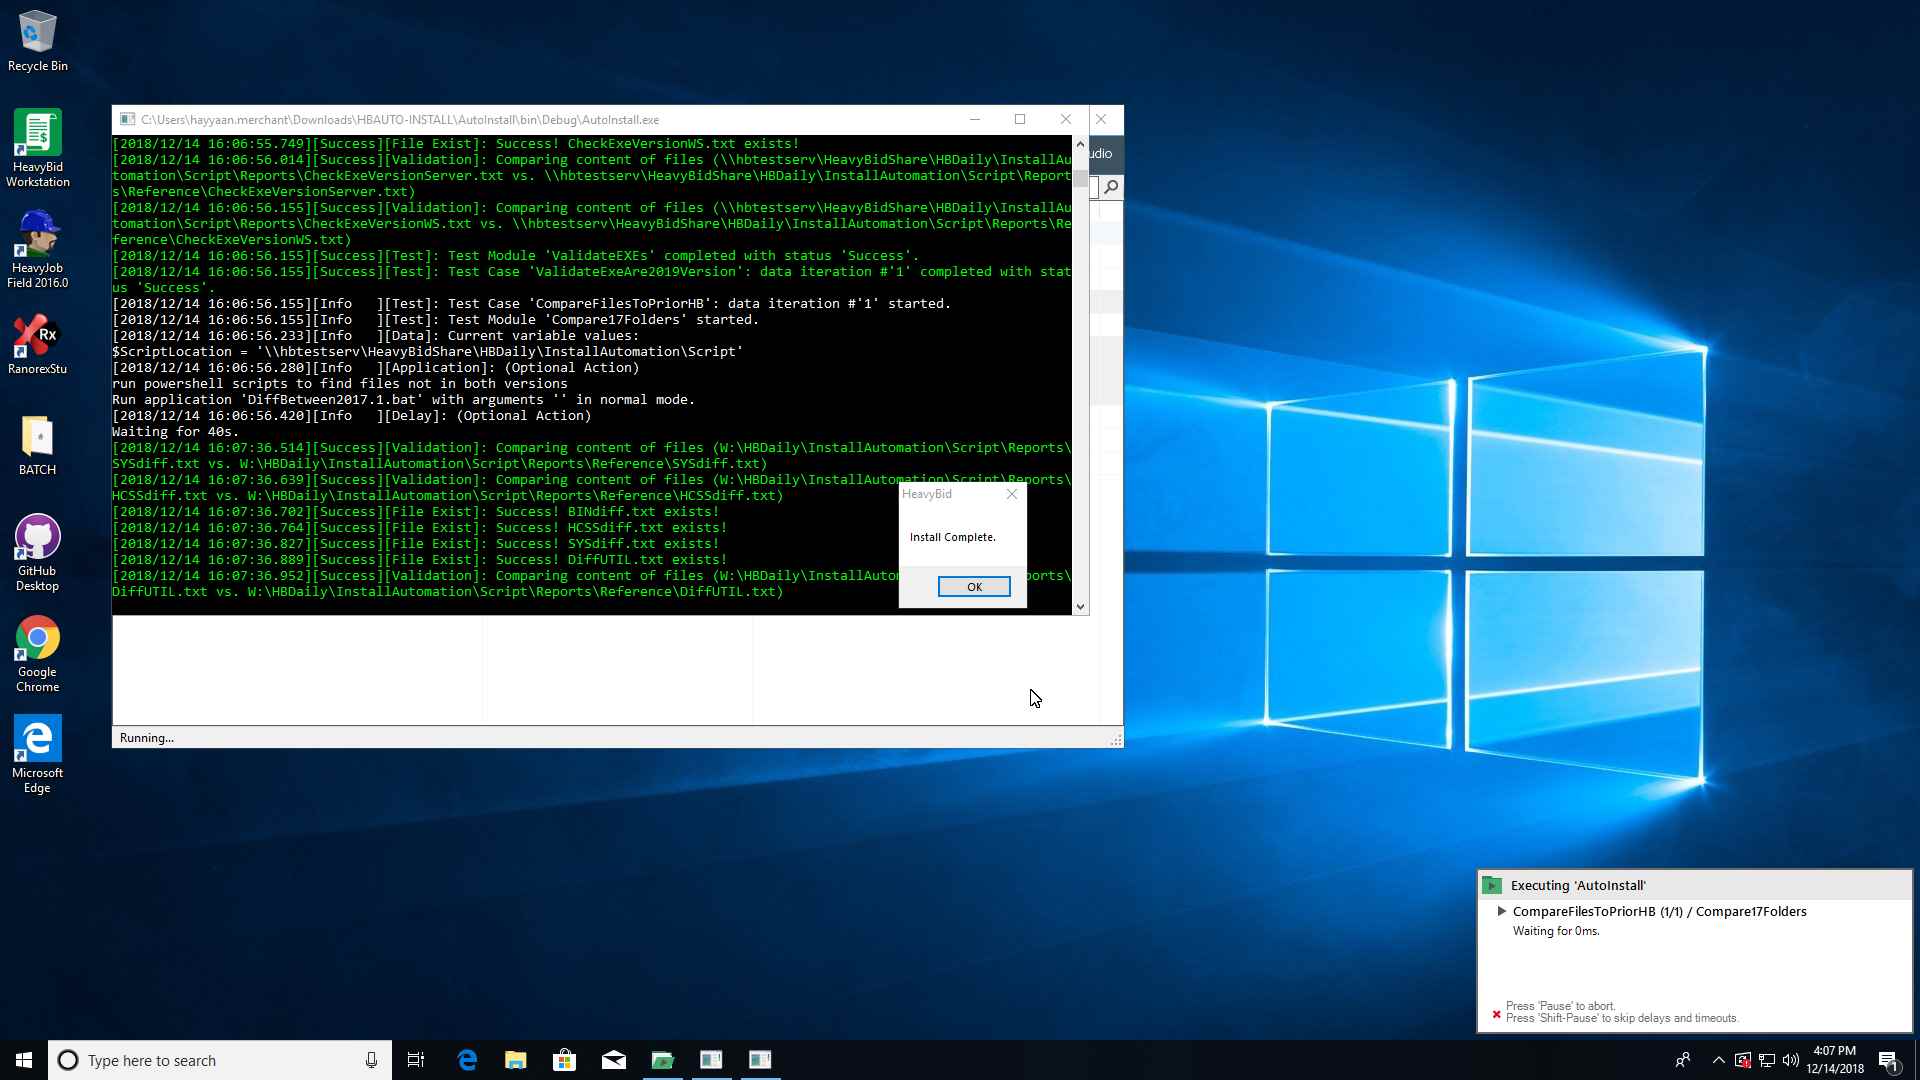 Recycle Bin
HeavyBid
Workstation
HeavyJob
Field 2016.0
RanorexStu
BATCH
GitHub
Desktop
Google
Chrome
Microsoft
Edge
C:\Users\hayyaan.merchant\Downloads\HBAUTO-INSTALL\AutoInstall\bin\Debug\AutoInstall.exe
udio
[2018/12/14 16:06:55.749][Success][File Exist]: Success! CheckExeVersionWS.txt exists!
[2018/12/14 16:06:56.014][Success][Validation]: Comparing content of files (\\hbtestserv\HeavyBidShare\HBDaily\InstallAu
tomation\Script\Reports\CheckExeVersionServer.txt vs. \\hbtestserv\HeavyBidShare\HBDaily\InstallAutomation\Script\Report
s\Reference\CheckExeVersionServer.txt)
[2018/12/14 16:06:56.155][Success][Validation]: Comparing content of files (\\hbtestserv\HeavyBidShare\HBDaily\InstallAu
tomation\Script\Reports\CheckExeVersionWS.txt vs. \\hbtestserv\HeavyBidShare\HBDaily\InstallAutomation\Script\Reports\Re
ference\CheckExeVersionWS.txt)
[2018/12/14 16:06:56.155][Success][Test]: Test Module 'ValidateEXEs' completed with status 'Success'.
[2018/12/14 16:06:56.155][Success][Test]: Test Case 'ValidateExeAre2019Version': data iteration #'1' completed with stat
us 'Success'.
[2018/12/14 16:06:56.155][Info   ][Test]: Test Case 'CompareFilesToPriorHB': data iteration #'1' started.
[2018/12/14 16:06:56.155][Info   ][Test]: Test Module 'Compare17Folders' started.
[2018/12/14 16:06:56.233][Info   ][Data]: Current variable values:
$ScriptLocation = '\\hbtestserv\HeavyBidShare\HBDaily\InstallAutomation\Script'
[2018/12/14 16:06:56.280][Info   ][Application]: (Optional Action)
run powershell scripts to find files not in both versions
Run application 'DiffBetween2017.1.bat' with arguments '' in normal mode.
[2018/12/14 16:06:56.420][Info   ][Delay]: (Optional Action)
Waiting for 40s.
[2018/12/14 16:07:36.514][Success][Validation]: Comparing content of files (W:\HBDaily\InstallAutomation\Script\Reports\
SYSdiff.txt vs. W:\HBDaily\InstallAutomation\Script\Reports\Reference\SYSdiff.txt)
[2018/12/14 16:07:36.639][Success][Validation]: Comparing content of files (W:\HBDaily\InstallAutomation\Script\Reports\
HCSSdiff.txt vs. W:\HBDaily\InstallAutomation\Script\Reports\Reference\HCSSdiff.txt)
[2018/12/14 16:07:36.702][Success][File Exist]: Success! BINdiff.txt exists!
[2018/12/14 16:07:36.764][Success][File Exist]: Success! HCSSdiff.txt exists!
[2018/12/14 16:07:36.827][Success][File Exist]: Success! SYSdiff.txt exists!
[2018/12/14 16:07:36.889][Success][File Exist]: Success! DiffUTIL.txt exists!
[2018/12/14 16:07:36.952][Success][Validation]: Comparing content of files (W:\HBDaily\InstallAuto ports\
DiffUTIL.txt vs. W:\HBDaily\InstallAutomation\Script\Reports\Reference\DiffUTIL.txt)
HeavyBid
Install Complete.
OK
Running...
Executing 'AutoInstall'
CompareFilesToPriorHB (1/1) / Compare17Folders
Waiting for 0ms.
Press 'Pause' to abort.
Press 'Shift-Pause' to skip delays and timeouts.
Type here to search
4:07 PM
12/14/2018
1